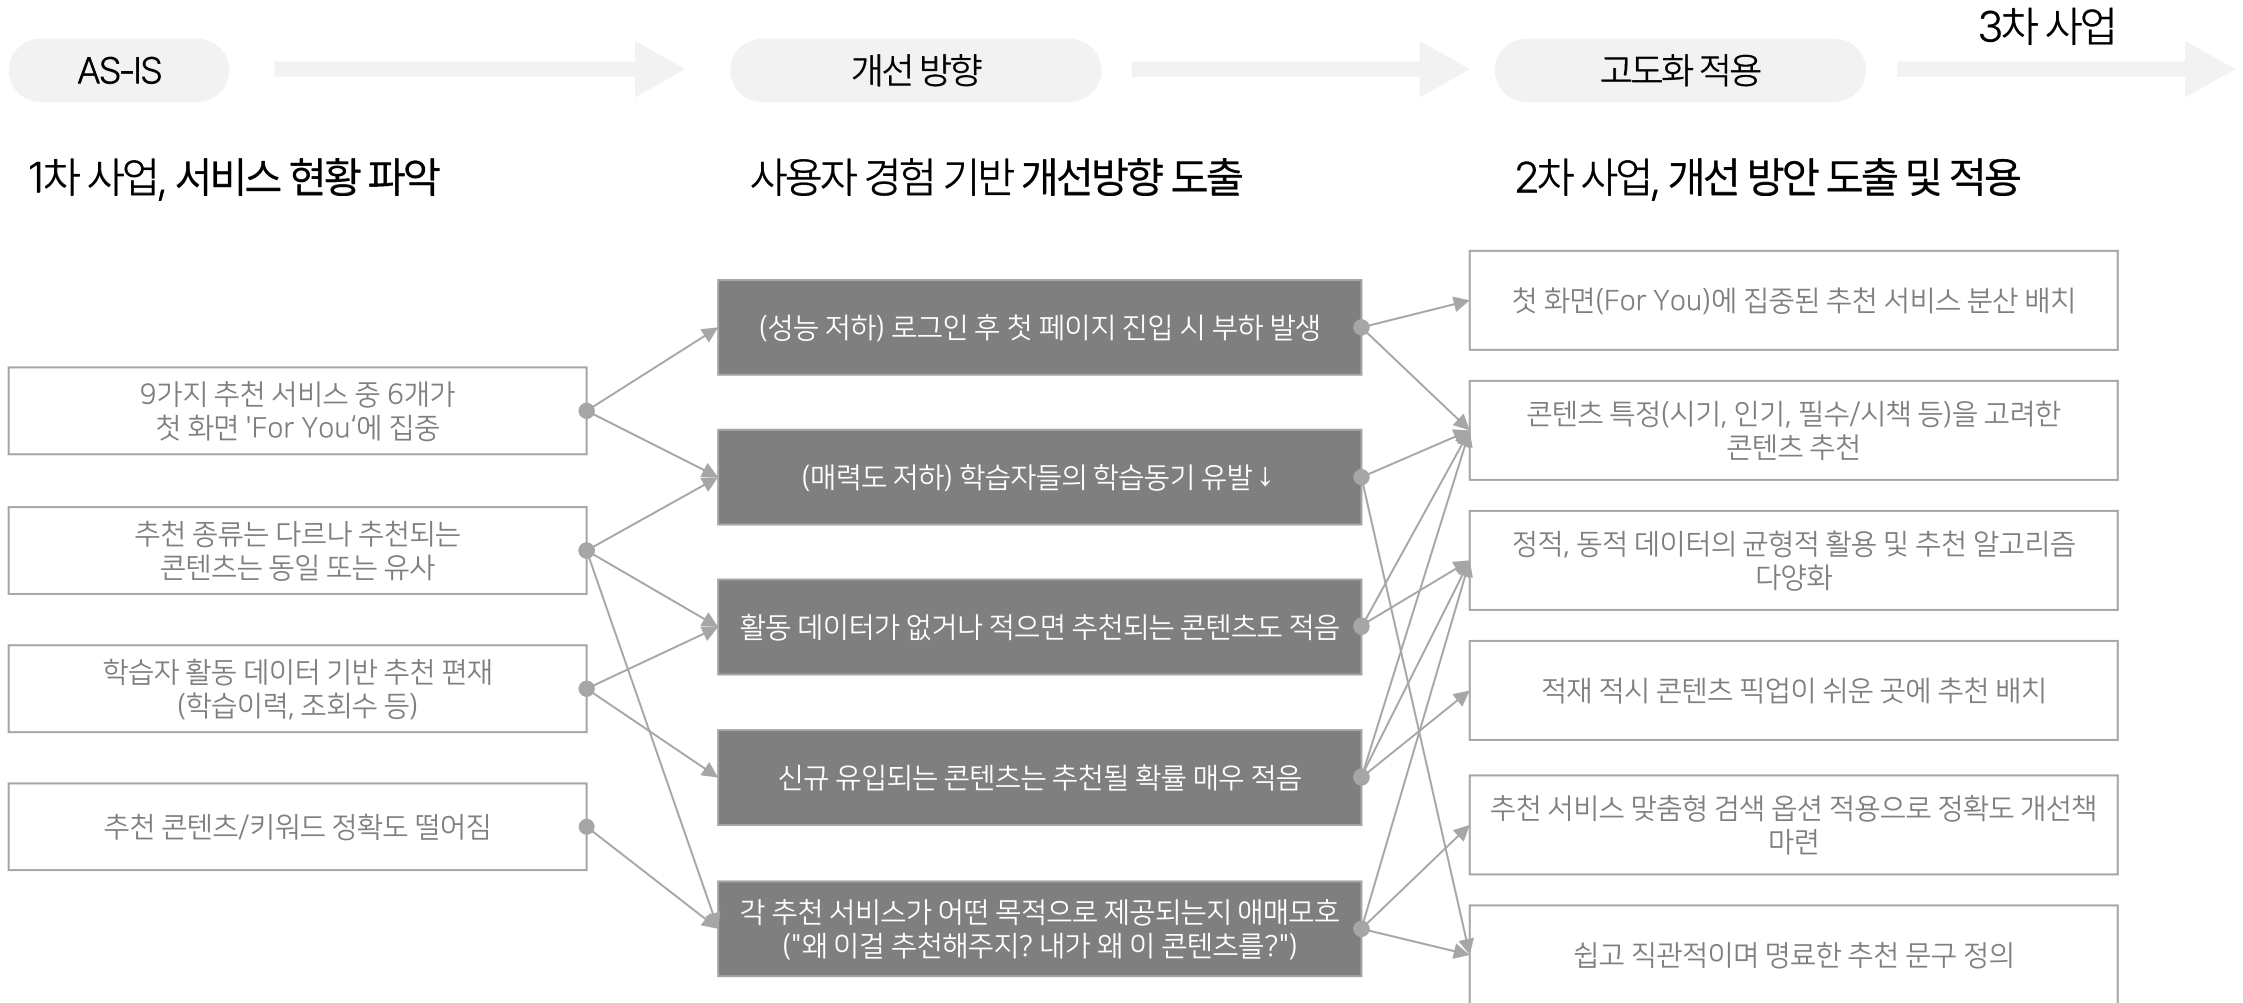 3차 사업
AS-IS
개선 방향
고도화 적용
1차 사업, 서비스 현황 파악
사용자 경험 기반 개선방향 도출
2차 사업, 개선 방안 도출 및 적용
9가지 추천 서비스 중 6개가
첫 화면 'For You‘에 집중
추천 종류는 다르나 추천되는
콘텐츠는 동일 또는 유사
학습자 활동 데이터 기반 추천 편재
(학습이력, 조회수 등)
추천 콘텐츠/키워드 정확도 떨어짐
(성능 저하) 로그인 후 첫 페이지 진입 시 부하 발생
(매력도 저하) 학습자들의 학습동기 유발↓
활동 데이터가 없거나 적으면 추천되는 콘텐츠도 적음
신규 유입되는 콘텐츠는 추천될 확률 매우 적음
각 추천 서비스가 어떤 목적으로 제공되는지 애매모호
("왜 이걸 추천해주지? 내가 왜 이 콘텐츠를?")
첫 화면(For You)에 집중된 추천 서비스 분산 배치
콘텐츠 특정(시기, 인기, 필수/시책 등)을 고려한
콘텐츠 추천
정적, 동적 데이터의 균형적 활용 및 추천 알고리즘
다양화
적재 적시 콘텐츠 픽업이 쉬운 곳에 추천 배치
추천 서비스 맞춤형 검색 옵션 적용으로 정확도 개선책
마련
쉽고 직관적이며 명료한 추천 문구 정의